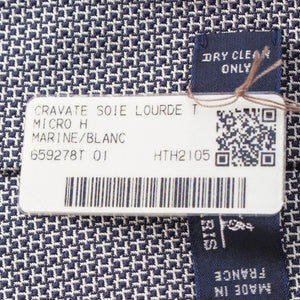 DRY CLEAN
ONLY
CRAVATE SOIE LOURDE T
MICRO H
MARINE/BLANC
659278T 01 HTH2105
MADE IN
FRANCE